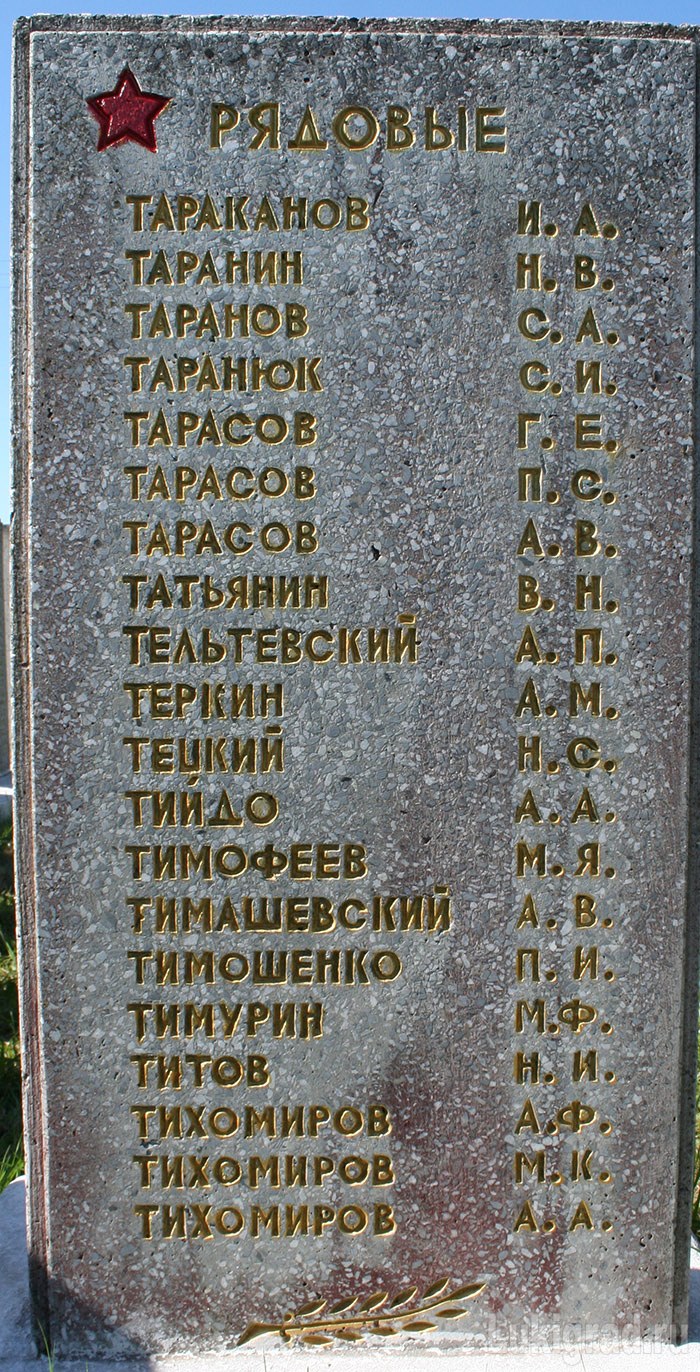 РЯДОВЫЕ
ТАРАКАНОВ И. А.
ТАРАНИН Н. В.
ТАРАНОВ С. А.
ТАРАНЮК С. И.
ТАРАСОВ Г. Е.
ТАРАСОВ П. С.
ТАРАСОВ А. В.
ТАТЬЯНИН В. Н.
ТЕЛЬТЕВСКИЙ А. П.
ТЕРКИН А. М.
ТЕЦКИЙ Н. С.
ТИЙДО А. А.
ТИМОФЕЕВ М. Я.
ТИМАШЕВСКИЙ А. В.
ТИМОШЕНКО П. И.
ТИМУРИН М. Ф.
ТИТОВ Н. И.
ТИХОМИРОВ А. Ф.
ТИХОМИРОВ М. К.
ТИХОМИРОВ А. А.